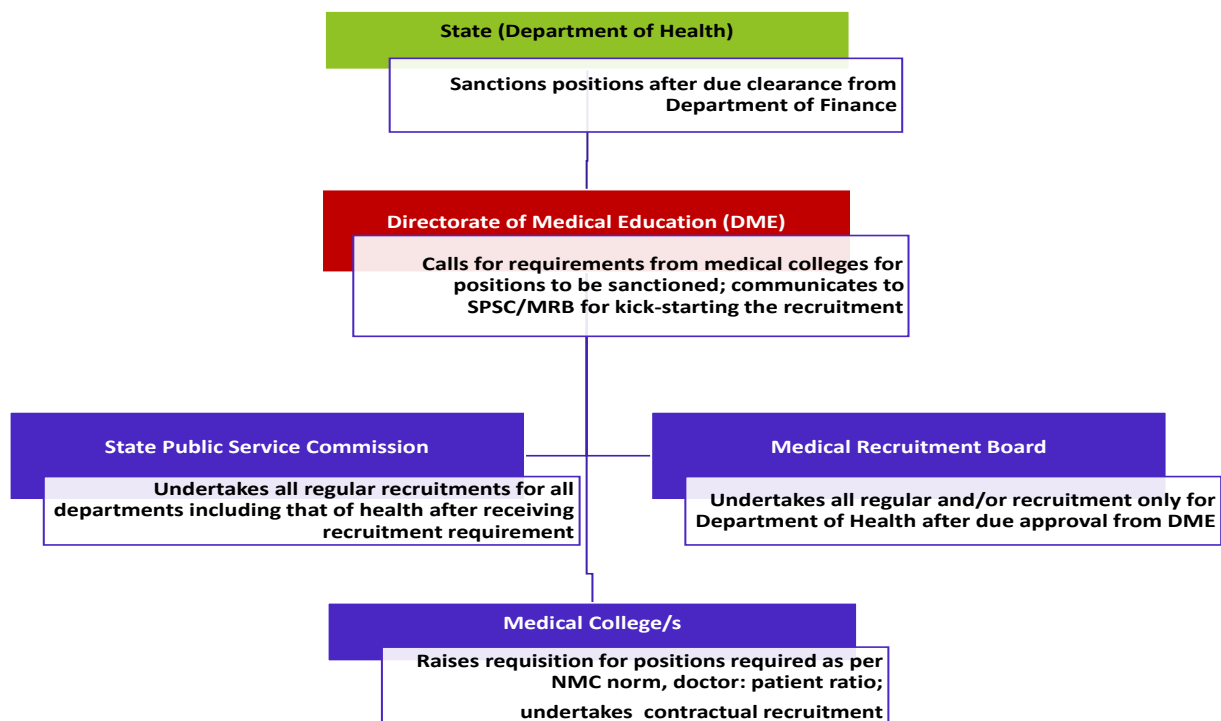 State (Department of Health)
Sanctions positions after due clearance from
Department of Finance
Directorate of Medical Education (DME)
Calls for requirements from medical colleges for
positions to be sanctioned; communicates to
SPSC/MRB for kick-starting the recruitment
State Public Service Commission
Undertakes all regular recruitments for all
departments including that of health after receiving
recruitment requirement
Medical Recruitment Board
Undertakes all regular and/or recruitment only for
Department of Health after due approval from DME
Medical College/s
Raises requisition for positions required as per
NMC norm, doctor: patient ratio;
undertakes contractual recruitment